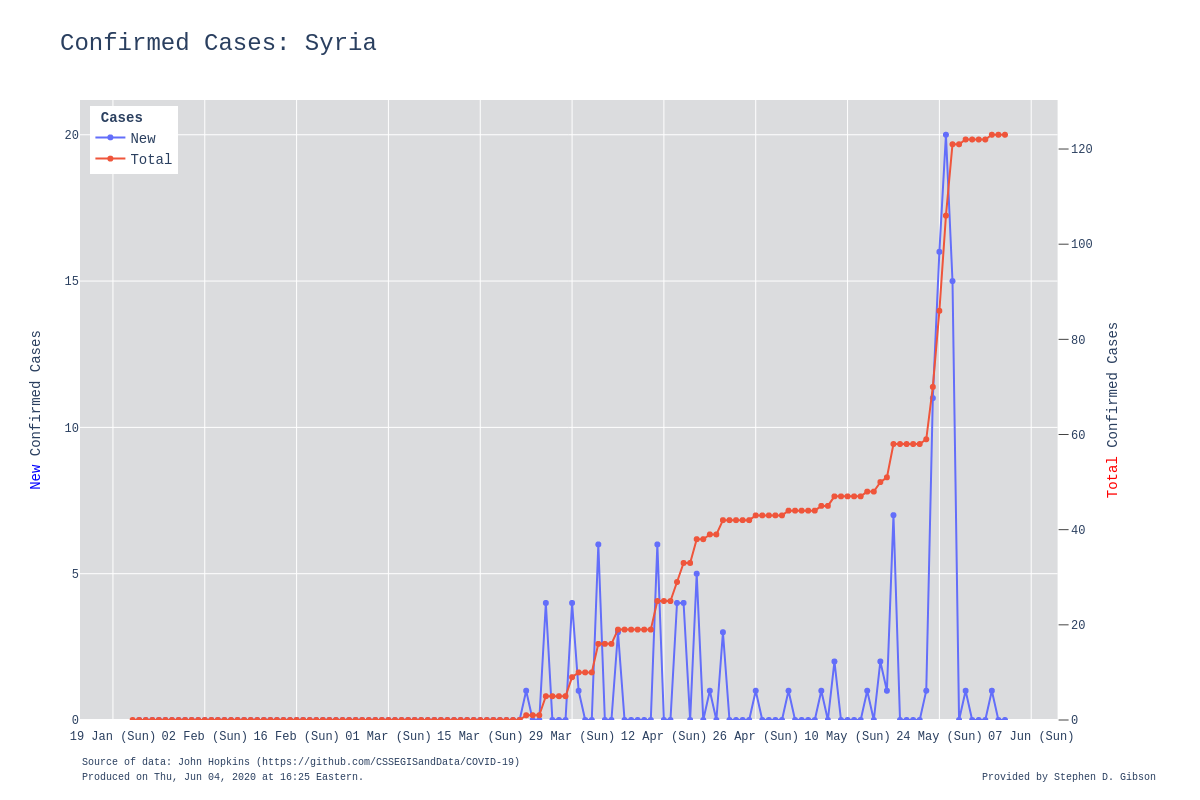 Confirmed Cases: Syria
Cases
New
Total
20
15
10
5
0
120
100
80
60
40
20
0
New Confirmed Cases
Total Confirmed Cases
19 Jan (Sun) 02 Feb (Sun) 16 Feb (Sun) 01 Mar (Sun) 15 Mar (Sun) 29 Mar (Sun) 12 Apr (Sun) 26 Apr (Sun) 10 May (Sun) 24 May (Sun) 07 Jun (Sun)
Source of data: John Hopkins (https://github.com/CSSEGISandData/COVID-19)
Produced on Thu, Jun 04, 2020 at 16:25 Eastern.
Provided by Stephen D. Gibson